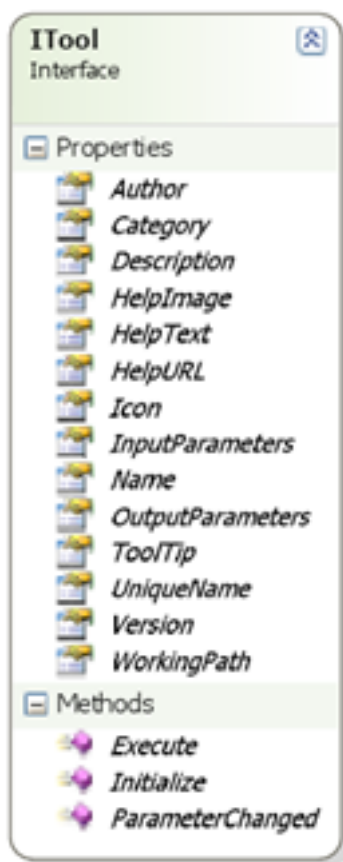 ITool
Interface
Properties
Author
Category
Description
HelpImage
HelpText
HelpURL
Icon
InputParameters
Name
OutputParameters
ToolTip
UniqueName
Version
WorkingPath
Methods
Execute
Initialize
ParameterChanged